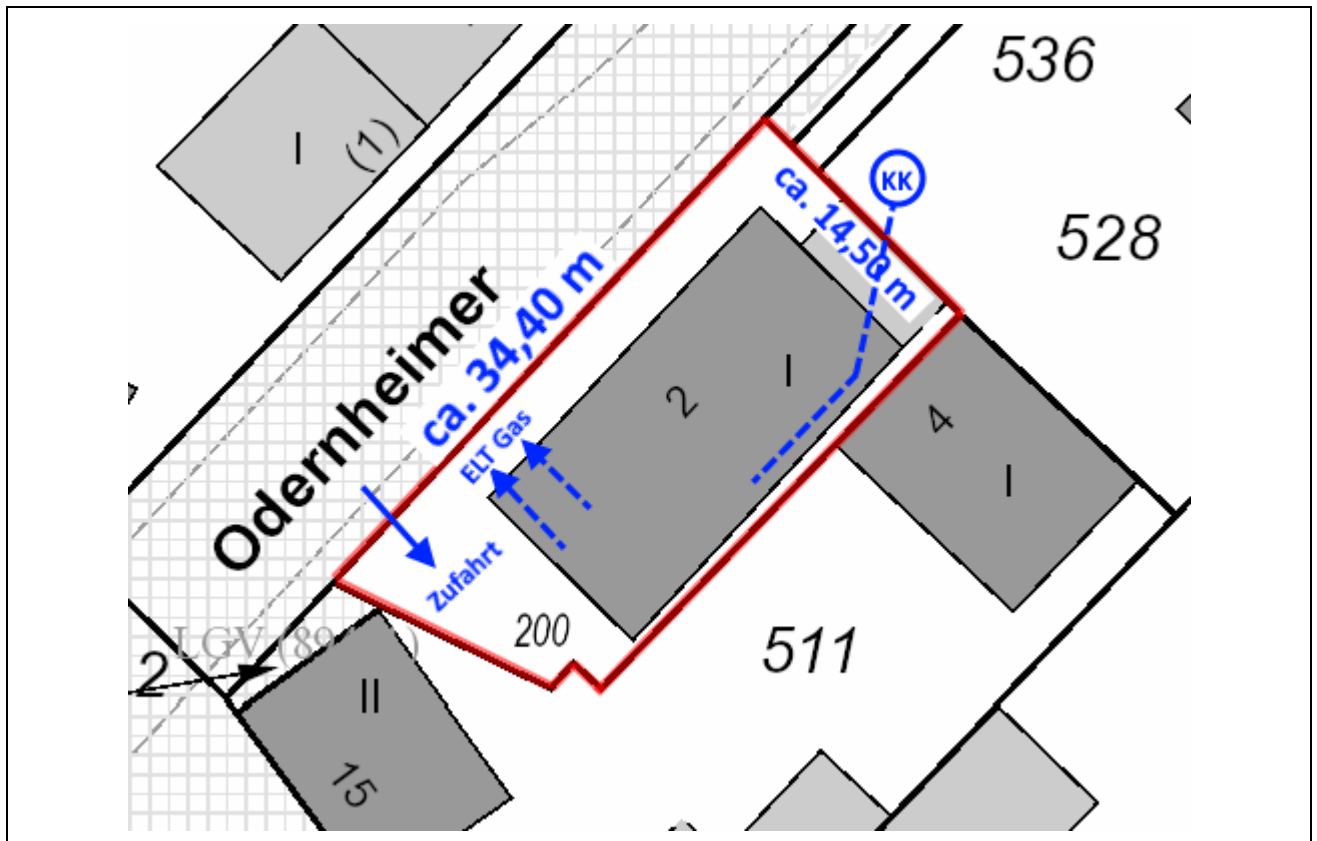 536
I
(1)
KK
ca. 14,50 m
528
Odernheimer
ca. 34,40 m
I
2
4
ELT Gas
I
Zufahrt
200
511
2
II
15